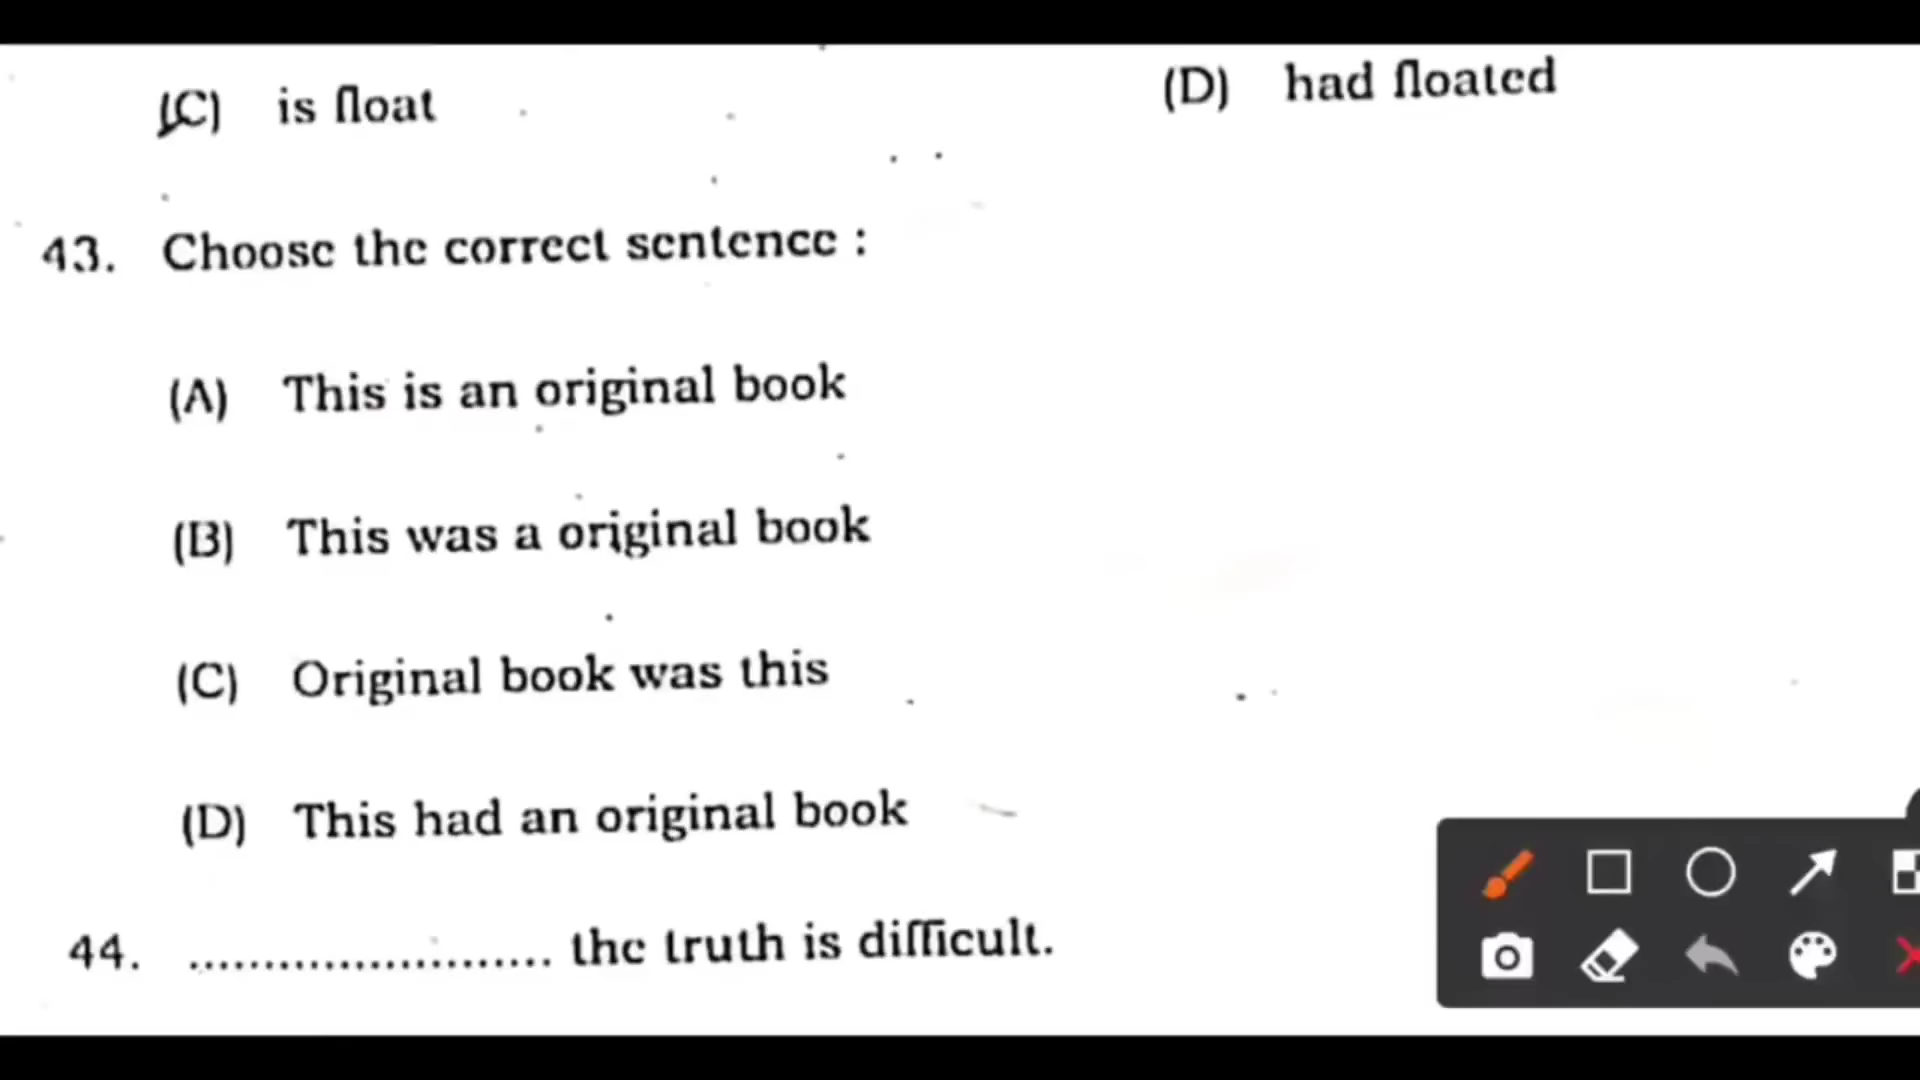 (C) is float (D) had floated
43. Choose the correct sentence :
(A) This is an original book
(B) This was a original book
(C) Original book was this
(D) This had an original book
44. ........................ the truth is difficult.